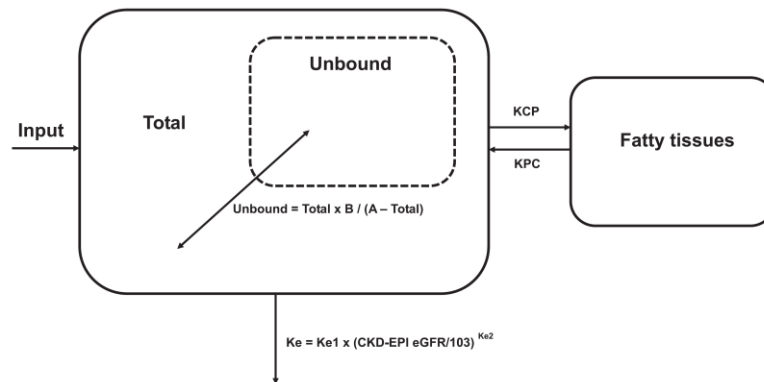 Unbound
Input
Total
KCP
KPC
Fatty tissues
Unbound = Total x B / (A – Total)
Ke = Ke1 x (CKD-EPI eGFR/103) Ke2